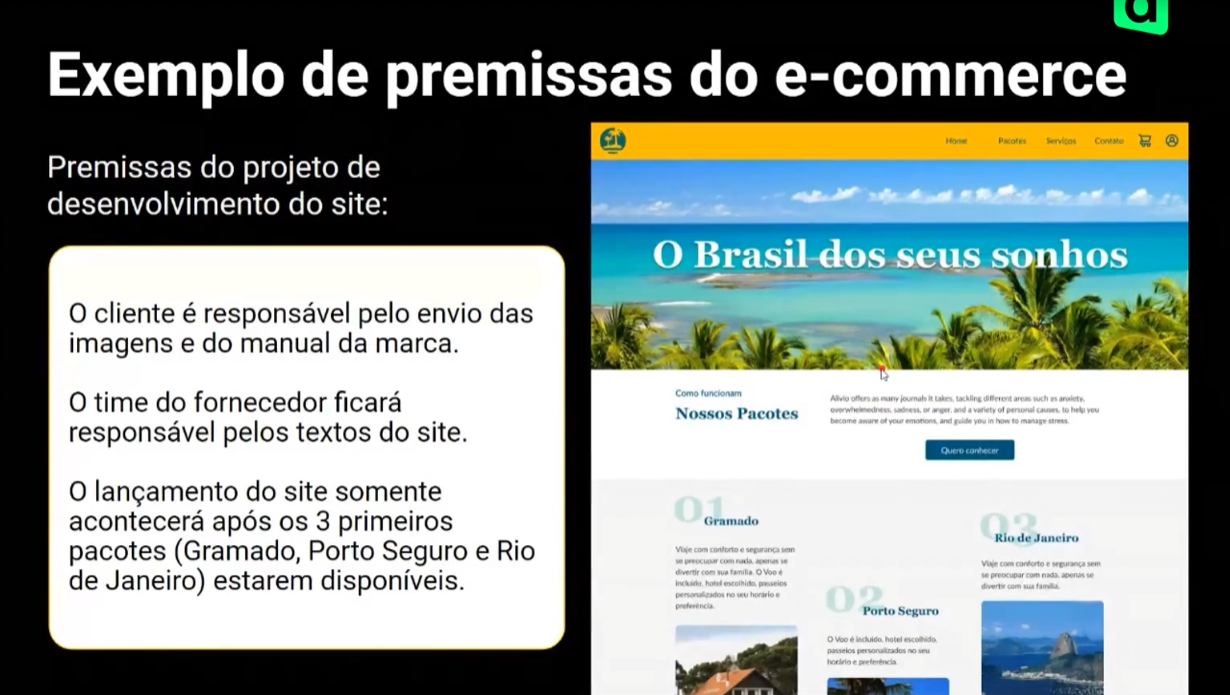 Exemplo de premissas do e-commerce
Premissas do projeto de
desenvolvimento do site:
O cliente é responsável pelo envio das
imagens e do manual da marca.
O time do fornecedor ficará
responsável pelos textos do site.
O lançamento do site somente
acontecerá após os 3 primeiros
pacotes (Gramado, Porto Seguro e Rio
de Janeiro) estarem disponíveis.
Home Pacotes Serviços Contato
O Brasil dos seus sonhos
Como funcionam
Nossos Pacotes
Alivio offers as many journals it takes, tackling different areas such as anxiety,
overwhelmedness, sadness, or anger, and a variety of personal causes, to help you
become aware of your emotions, and guide you in how to manage stress.
Quero conhecer
01
Gramado
Viaje com conforto e segurança sem
se preocupar com nada, apenas se
divertir com sua família. O Voo é
incluído, hotel escolhido, passeios
personalizados no seu horário e
preferência.
02
Porto Seguro
O Voo é incluído, hotel escolhido,
passeios personalizados no seu
horário e preferência.
03
Rio de Janeiro
Viaje com conforto e segurança sem
se preocupar com nada, apenas se
divertir com sua família.